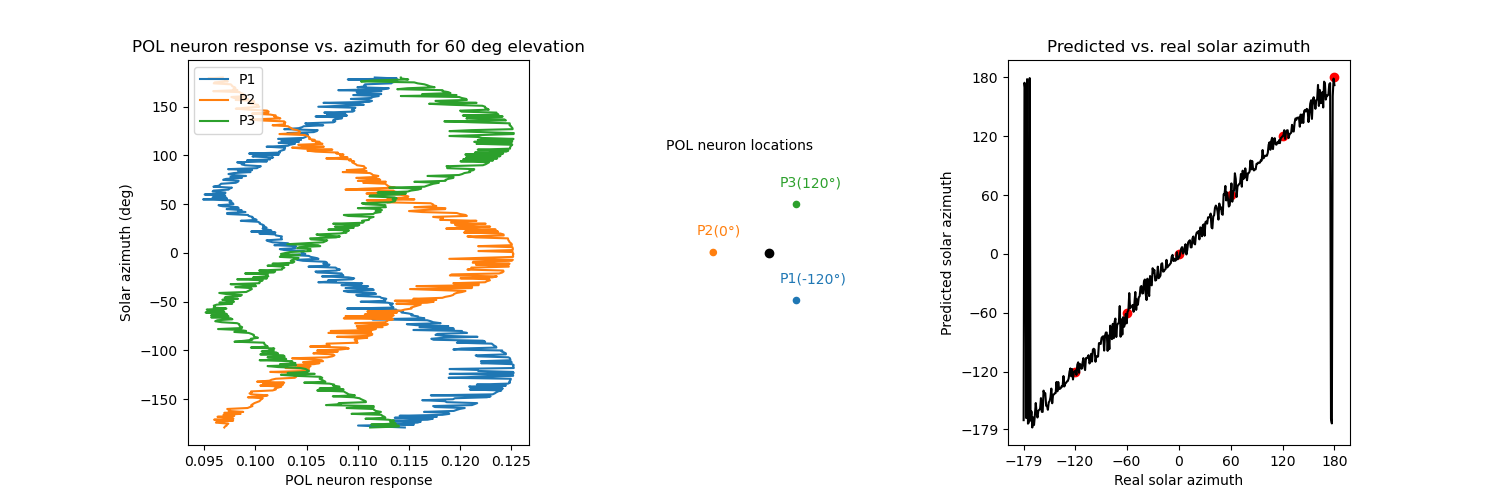 POL neuron response vs. azimuth for 60 deg elevation
P1
P2
P3
150
100
50
0
−50
−100
−150
Solar azimuth (deg)
0.095 0.100 0.105 0.110 0.115 0.120 0.125
POL neuron response
POL neuron locations
P3(120°)
P2(0°)
P1(-120°)
Predicted vs. real solar azimuth
180
120
60
0
−60
−120
−179
Predicted solar azimuth
−179 −120 −60 0 60 120 180
Real solar azimuth